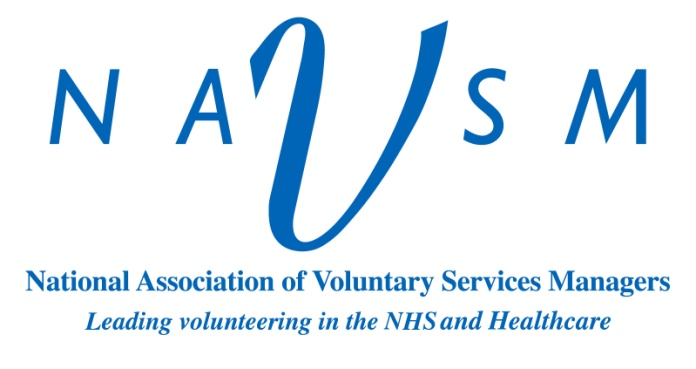 NAVSM
National Association of Voluntary Services Managers
Leading volunteering in the NHS and Healthcare